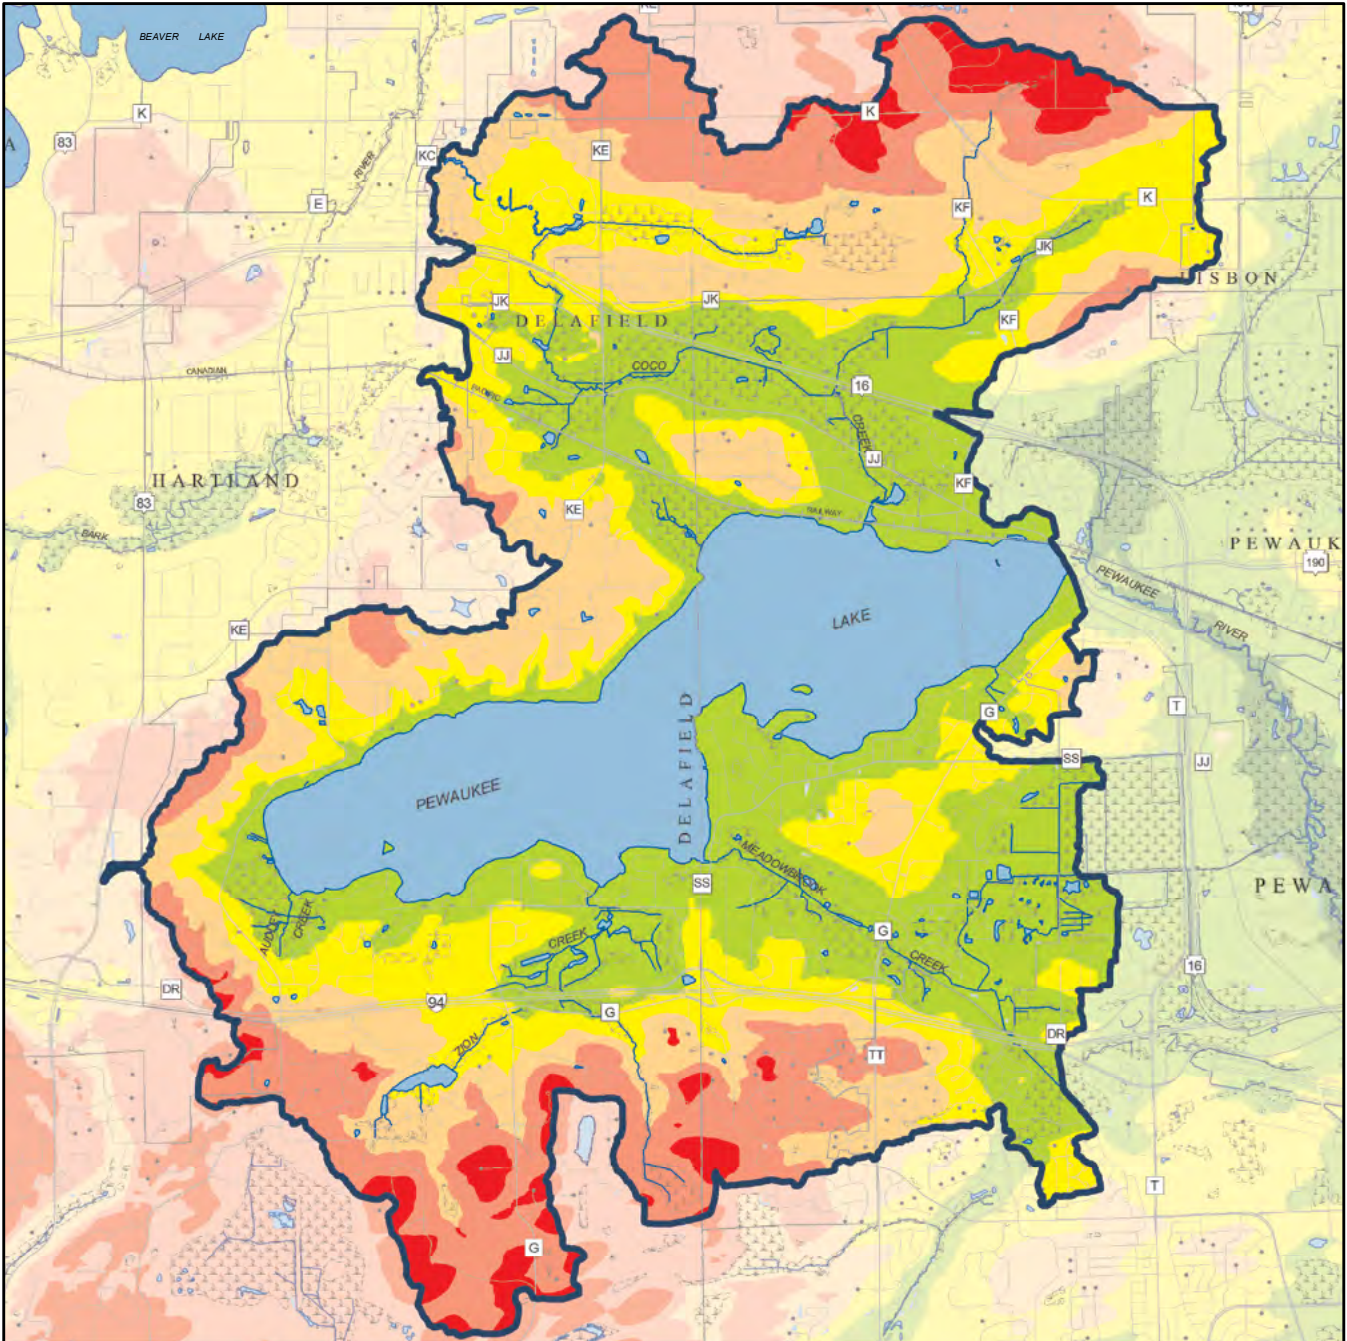 BEAVER LAKE
K
83
KC
KE
K
E
RIVER
KF
K
JK
LISBON
JK
JK
DELAFIELD
KF
JJ
CANADIAN
PACIFIC
COCO
16
CREEK
JJ
KF
HARTLAND
83
KE
RAILWAY
BARK
PEWAUK
190
PEWAUKEE
RIVER
LAKE
KE
G
T
SS
JJ
DELAFIELD
PEWAUKEE
MEADOWBROOK
SS
PEWA
AUDLEY
CREEK
CREEK
G
CREEK
16
DR
94
G
ZION
DR
TT
T
G